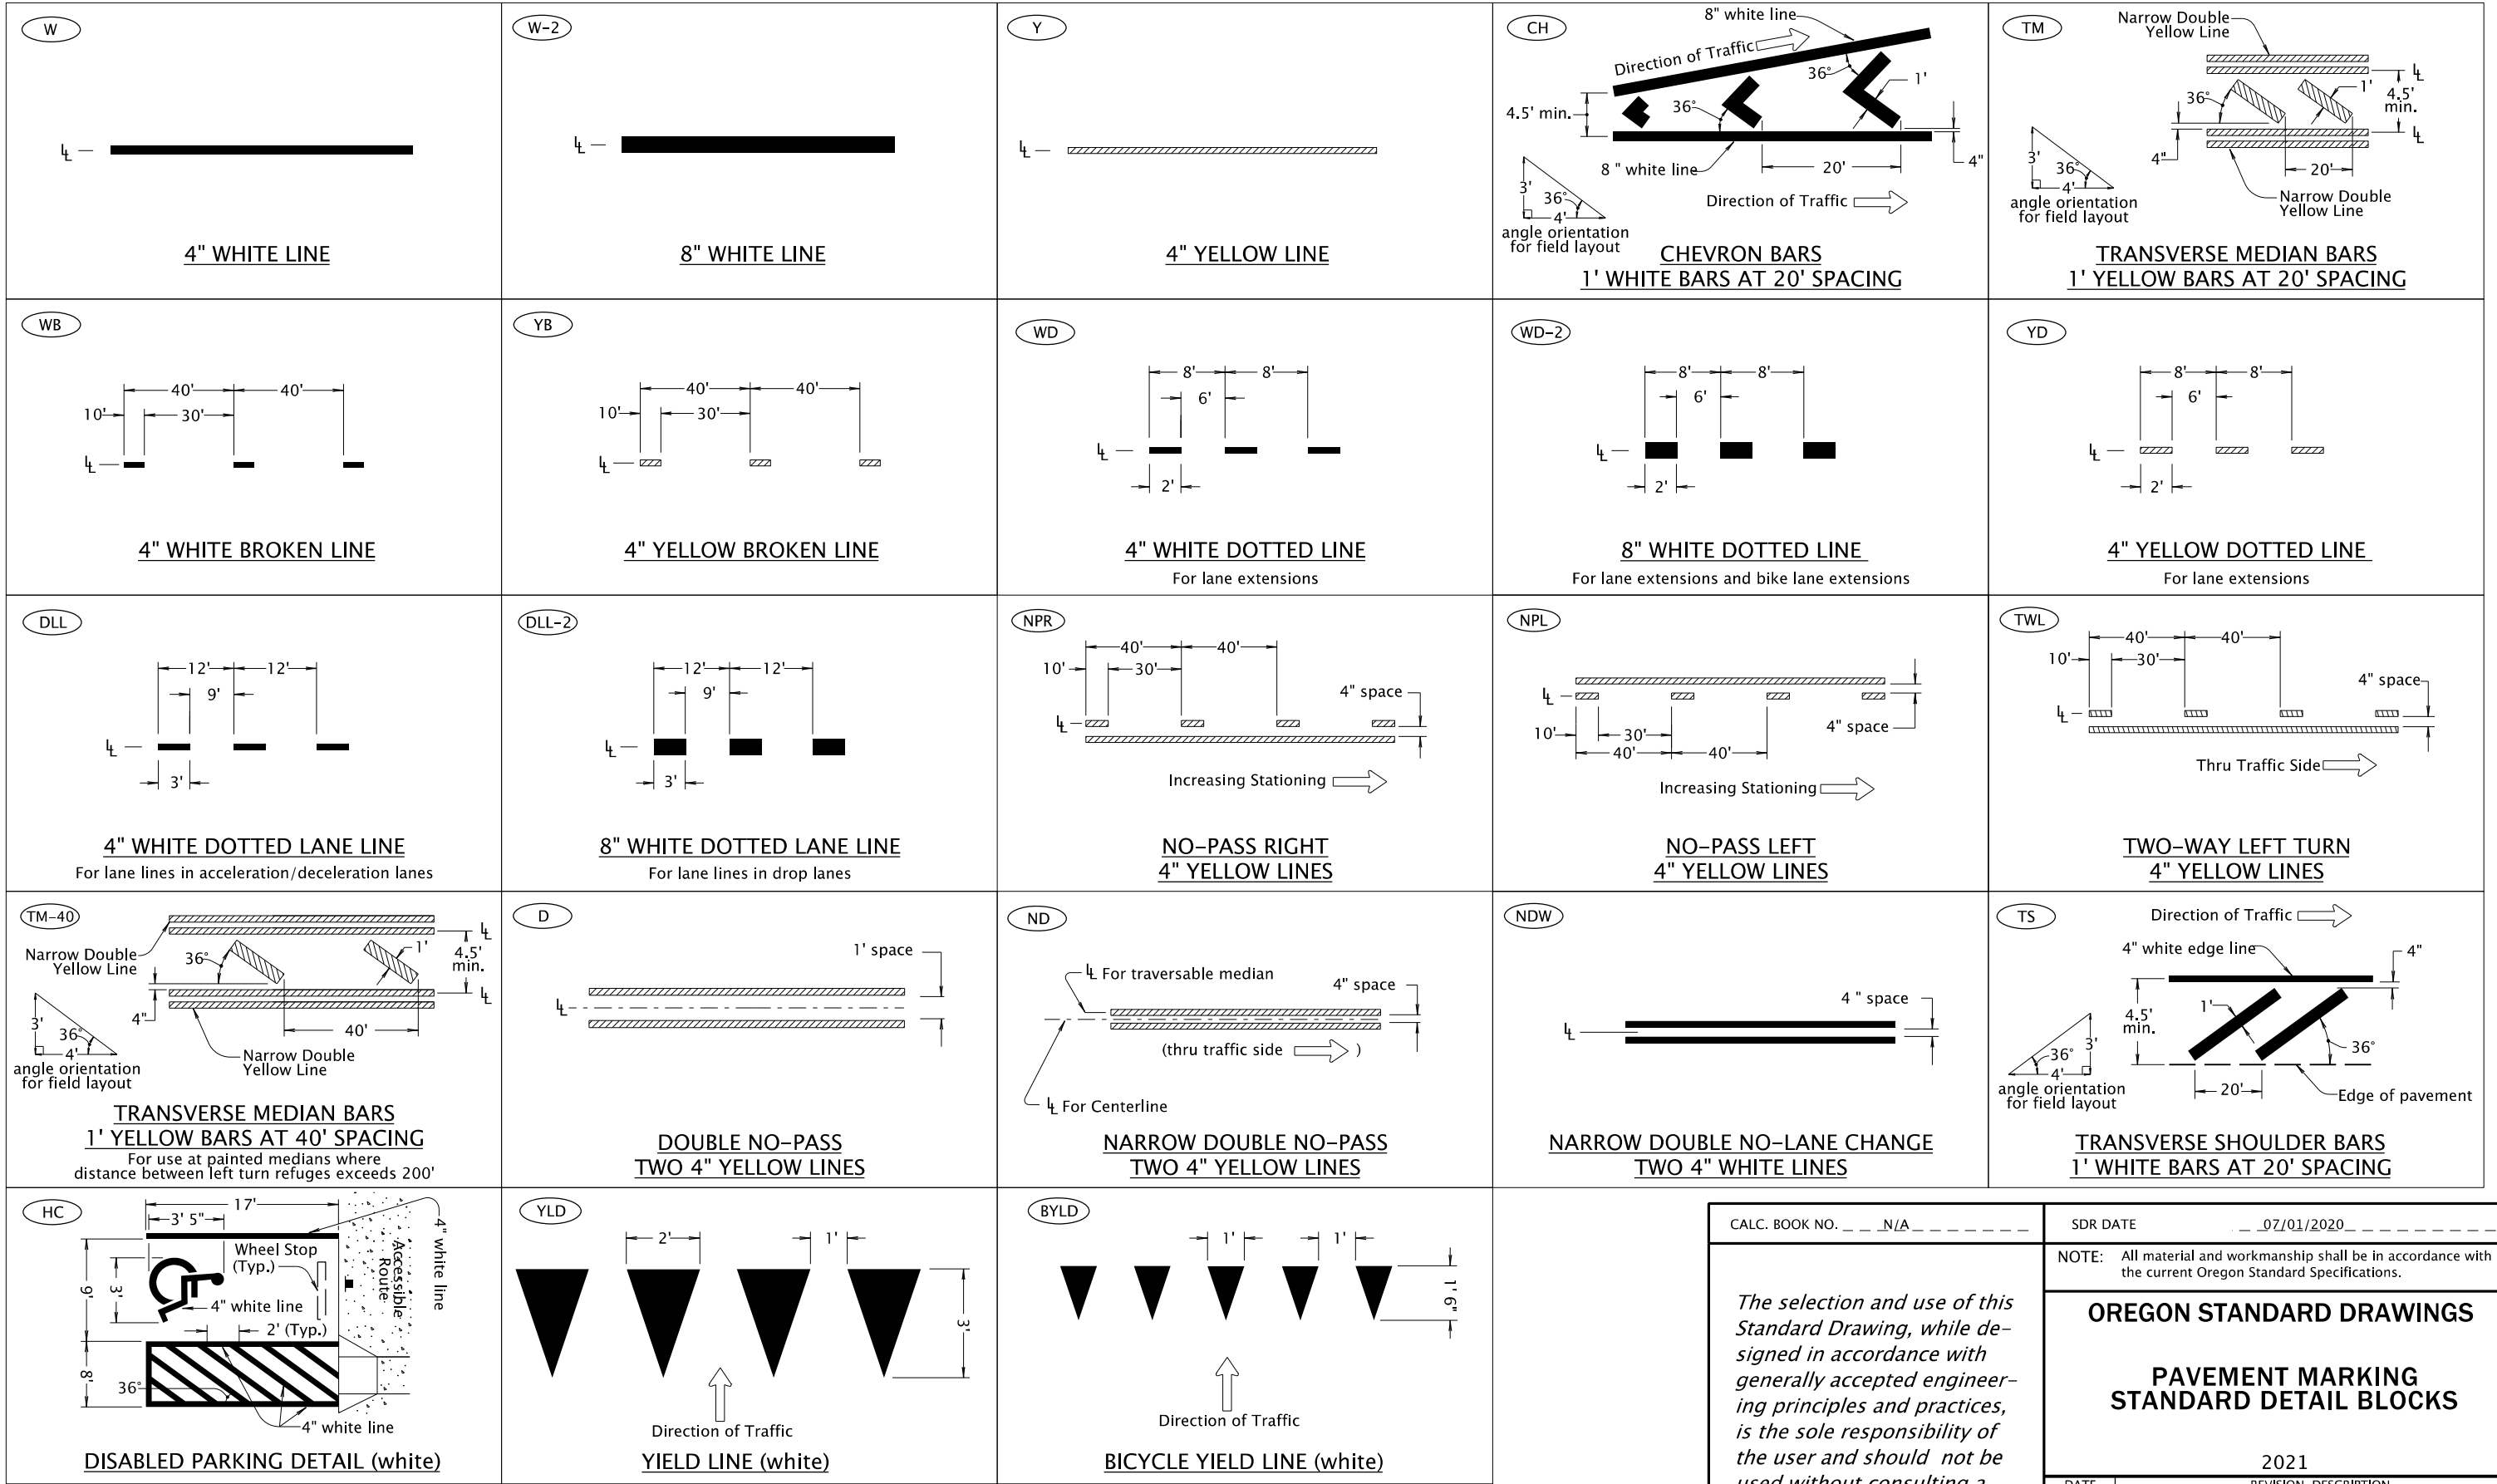 W
℄
4" WHITE LINE
W-2
℄
8" WHITE LINE
Y
℄
4" YELLOW LINE
CH
8" white line
Direction of Traffic
36°
1'
4.5' min.
36°
4"
8 " white line
20'
3'
36°
4'
Direction of Traffic
angle orientation
for field layout
CHEVRON BARS
1' WHITE BARS AT 20' SPACING
TM
Narrow Double
Yellow Line
℄
36°
1'
4.5'
min.
℄
3'
4"
36°
4'
20'
angle orientation
for field layout
Narrow Double
Yellow Line
TRANSVERSE MEDIAN BARS
1' YELLOW BARS AT 20' SPACING
WB
40'
40'
10'
30'
℄
4" WHITE BROKEN LINE
YB
40'
40'
10'
30'
℄
4" YELLOW BROKEN LINE
WD
8'
8'
6'
℄
2'
4" WHITE DOTTED LINE
For lane extensions
WD-2
8'
8'
6'
℄
2'
8" WHITE DOTTED LINE
For lane extensions and bike lane extensions
YD
8'
8'
6'
℄
2'
4" YELLOW DOTTED LINE
For lane extensions
DLL
12'
12'
9'
℄
3'
4" WHITE DOTTED LANE LINE
For lane lines in acceleration/deceleration lanes
DLL-2
12'
12'
9'
℄
3'
8" WHITE DOTTED LANE LINE
For lane lines in drop lanes
NPR
40'
40'
10'
30'
4" space
℄
Increasing Stationing
NO-PASS RIGHT
4" YELLOW LINES
NPL
℄
4" space
10'
30'
40'
40'
Increasing Stationing
NO-PASS LEFT
4" YELLOW LINES
TWL
40'
40'
10'
30'
4" space
℄
Thru Traffic Side
TWO-WAY LEFT TURN
4" YELLOW LINES
TM-40
℄
Narrow Double
Yellow Line
36°
1'
4.5'
min.
℄
3'
4"
36°
4'
40'
angle orientation
for field layout
Narrow Double
Yellow Line
TRANSVERSE MEDIAN BARS
1' YELLOW BARS AT 40' SPACING
For use at painted medians where
distance between left turn refuges exceeds 200'
D
1' space
℄
DOUBLE NO-PASS
TWO 4" YELLOW LINES
ND
℄ For traversable median
4" space
(thru traffic side )
℄ For Centerline
NARROW DOUBLE NO-PASS
TWO 4" YELLOW LINES
NDW
4 " space
℄
NARROW DOUBLE NO-LANE CHANGE
TWO 4" WHITE LINES
TS
Direction of Traffic
4" white edge line
4"
4.5'
min.
1'
36°
3'
4'
36°
20'
angle orientation
for field layout
Edge of pavement
TRANSVERSE SHOULDER BARS
1' WHITE BARS AT 20' SPACING
HC
17'
3' 5"
4" white line
Wheel Stop
(Typ.)
Accessible
Route
9'
3'
4" white line
2' (Typ.)
8'
36°
4" white line
DISABLED PARKING DETAIL (white)
YLD
2'
1'
3'
Direction of Traffic
YIELD LINE (white)
BYLD
1'
1'
1' 6"
Direction of Traffic
BICYCLE YIELD LINE (white)
CALC. BOOK NO. N/A
SDR DATE 07/01/2020
NOTE: All material and workmanship shall be in accordance with
the current Oregon Standard Specifications.
The selection and use of this
Standard Drawing, while de-
signed in accordance with
generally accepted engineer-
ing principles and practices,
is the sole responsibility of
the user and should not be
used without consulting a
OREGON STANDARD DRAWINGS
PAVEMENT MARKING
STANDARD DETAIL BLOCKS
2021
DATE
REVISION DESCRIPTION